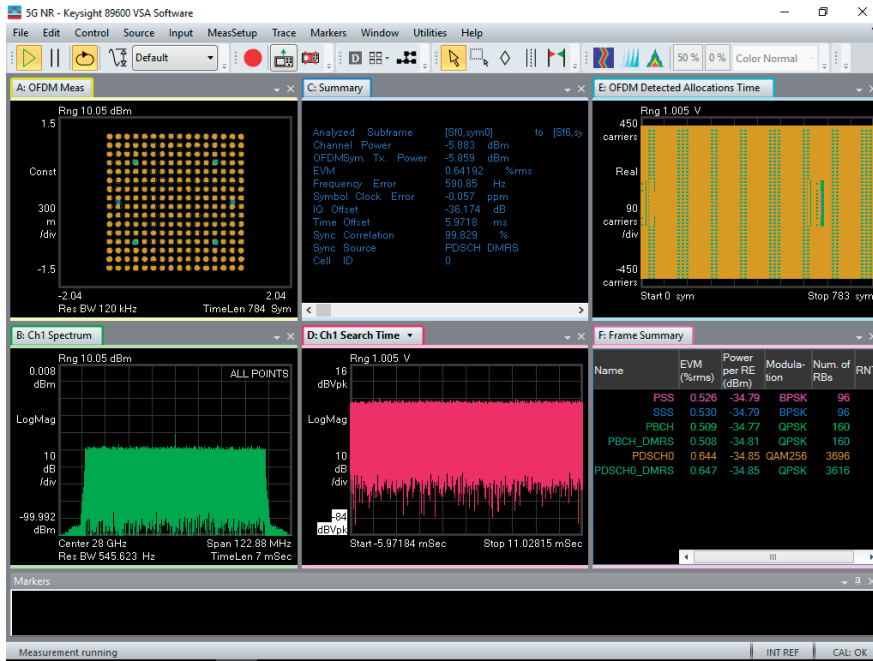 5G NR - Keysight 89600 VSA Software
File Edit Control Source Input MeasSetup Trace Markers Window Utilities Help
Default
D
50 % 0 % Color Normal
A: OFDM Meas
Rng 10.05 dBm
1.5
Const
300
m
/div
-1.5
-2.04 2.04
Res BW 120 kHz TimeLen 784 Sym
C: Summary
Analyzed Subframe [Sf0,sym0] to [Sf6,sy
Channel Power -5.883 dBm
OFDMSym. Tx. Power -5.859 dBm
EVM 0.64192 %rms
Frequency Error 590.85 Hz
Symbol Clock Error -0.057 ppm
IQ Offset -36.174 dB
Time Offset 5.9718 ms
Sync Correlation 99.829 %
Sync Source PDSCH DMRS
Cell ID 0
E: OFDM Detected Allocations Time
Rng 1.005 V
450
carriers
Real
90
carriers
/div
-450
carriers
Start 0 sym Stop 783 sym
B: Ch1 Spectrum
Rng 10.05 dBm
0.008
dBm
ALL POINTS
LogMag
10
dB
/div
-99.992
dBm
Center 28 GHz Span 122.88 MHz
Res BW 545.623 Hz TimeLen 7 mSec
D: Ch1 Search Time
Rng 1.005 V
16
dBVpk
LogMag
10
dB
/div
-84
dBVpk
Start -5.97184 mSec Stop 11.02815 mSec
F: Frame Summary
Name EVM (%rms) Power per RE (dBm) Modula-tion Num. of RBs RNT
PSS 0.526 -34.79 BPSK 96
SSS 0.530 -34.79 BPSK 96
PBCH 0.509 -34.77 QPSK 160
PBCH_DMRS 0.508 -34.81 QPSK 160
PDSCH0 0.644 -34.85 QAM256 3696
PDSCH0_DMRS 0.647 -34.85 QPSK 3616
Markers
Measurement running INT REF CAL: OK